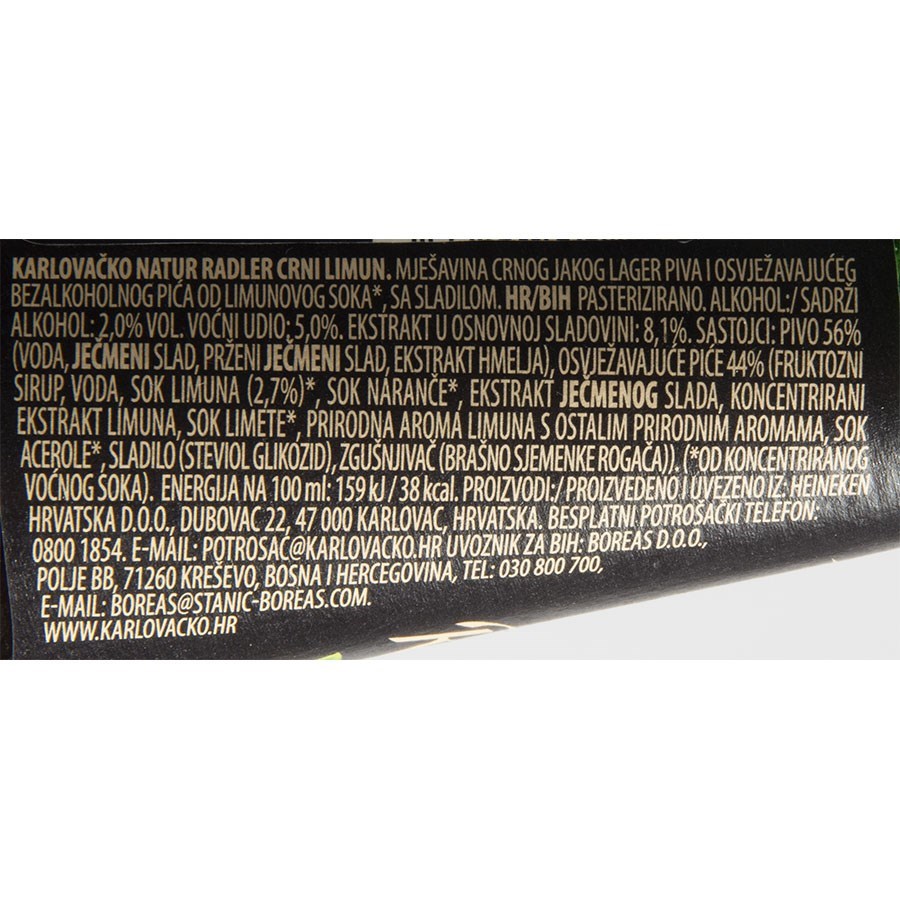 KARLOVAČKO NATUR RADLER CRNI LIMUN. MJEŠAVINA CRNOG JAKOG LAGER PIVA I OSVJEŽAVAJUĆEG
BEZALKOHOLNOG PIĆA OD LIMUNOVOG SOKA*, SA SLADILOM. HR/BIH PASTERIZIRANO. ALKOHOL:/ SADRŽI
ALKOHOL: 2,0% VOL. VOĆNI UDIO: 5,0%. EKSTRAKT U OSNOVNOJ SLADOVINI: 8,1%. SASTOJCI: PIVO 56%
(VODA, JEČMENI SLAD, PRŽENI JEČMENI SLAD, EKSTRAKT HMELJA), OSVJEŽAVAJUĆE PIĆE 44% (FRUKTOZNI
SIRUP, VODA, SOK LIMUNA (2,7%)*, SOK NARANČE*, EKSTRAKT JEČMENOG SLADA, KONCENTRIRANI
EKSTRAKT LIMUNA, SOK LIMETE*, PRIRODNA AROMA LIMUNA S OSTALIM PRIRODNIM AROMAMA, SOK
ACEROLE*, SLADILO (STEVIOL GLIKOZID), ZGUŠNJIVAČ (BRAŠNO SJEMENKE ROGAČA)). (*OD KONCENTRIRANOG
VOĆNOG SOKA). ENERGIJA NA 100 ml: 159 kJ / 38 kcal. PROIZVODI:/ PROIZVEDENO I UVEZENO IZ: HEINEKEN
HRVATSKA D.O.O., DUBOVAC 22, 47 000 KARLOVAC, HRVATSKA. BESPLATNI POTROŠAČKI TELEFON:
0800 1854. E-MAIL: POTROSAC@KARLOVACKO.HR UVOZNIK ZA BIH: BOREAS D.O.O.,
POLJE BB, 71260 KREŠEVO, BOSNA I HERCEGOVINA, TEL: 030 800 700,
E-MAIL: BOREAS@STANIC-BOREAS.COM.
WWW.KARLOVACKO.HR